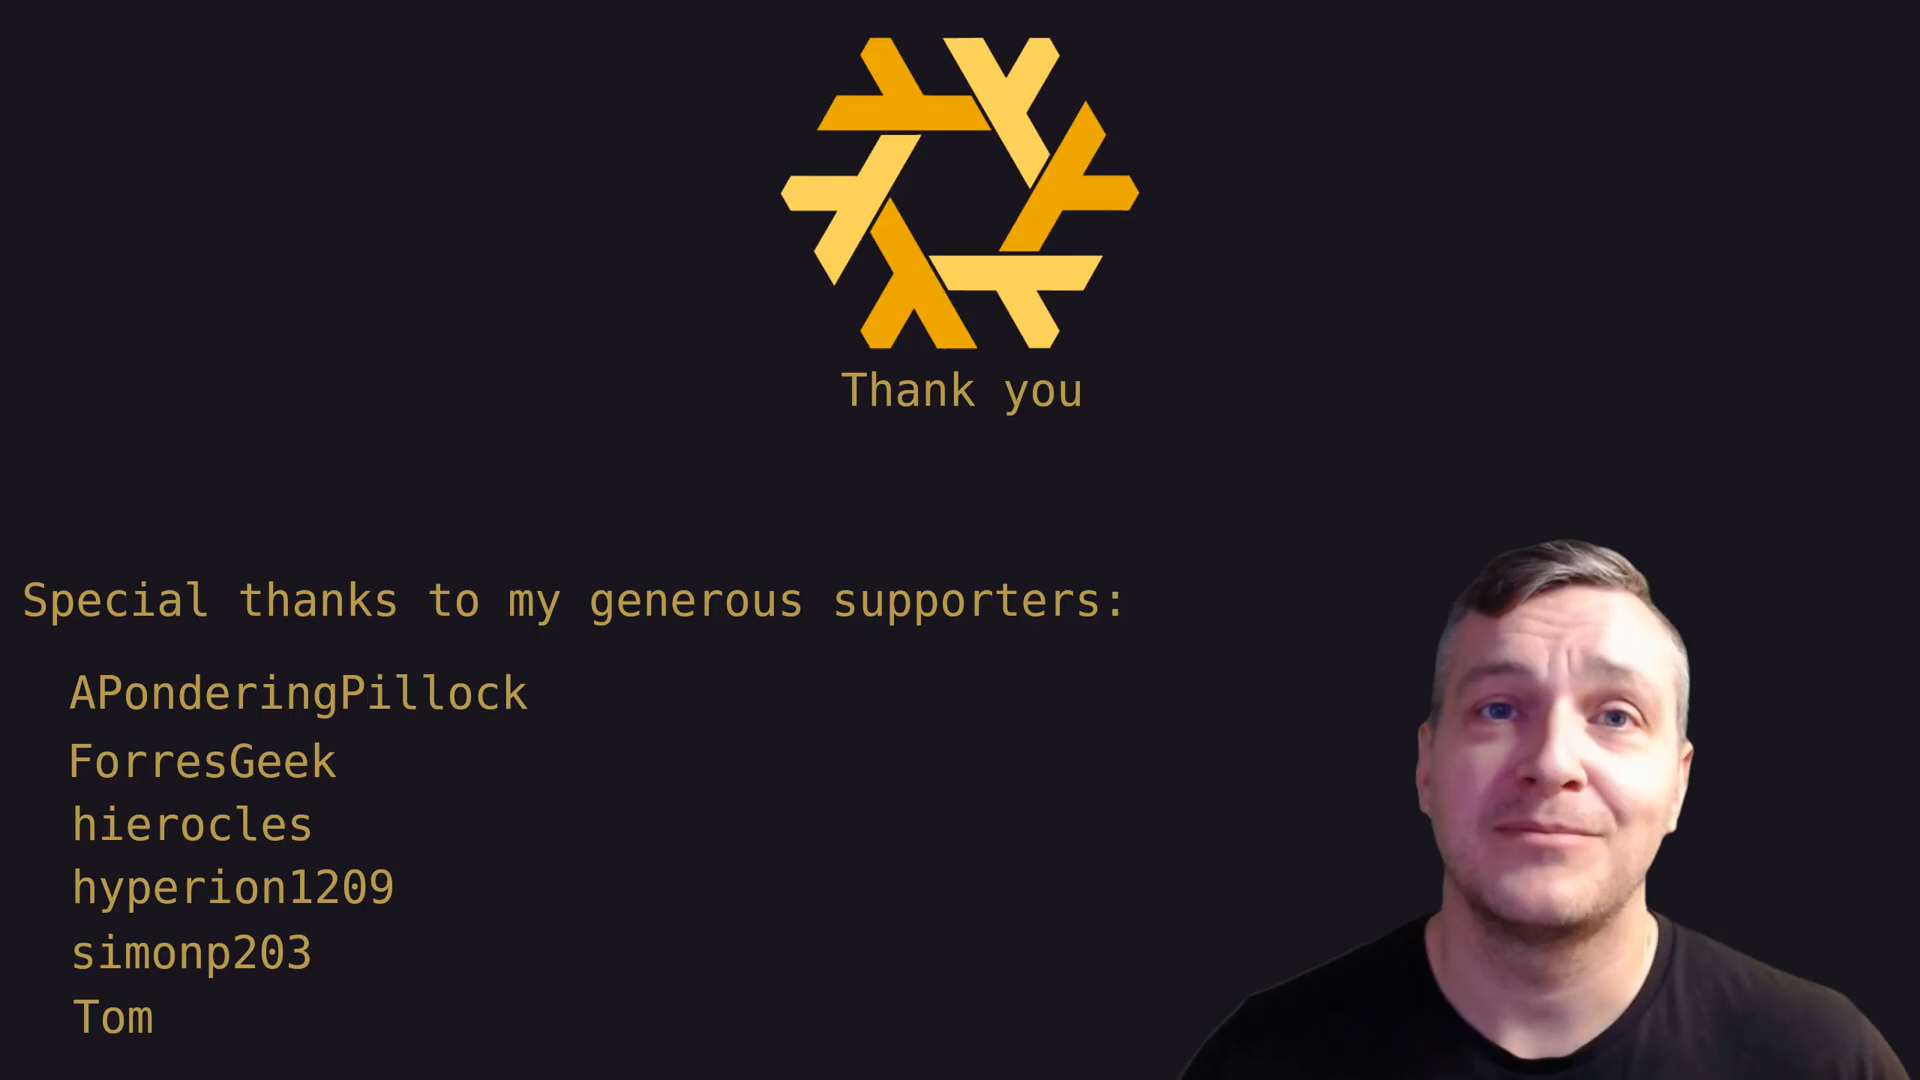 Thank you
Special thanks to my generous supporters:
APonderingPillock
ForresGeek
hierocles
hyperion1209
simonp203
Tom